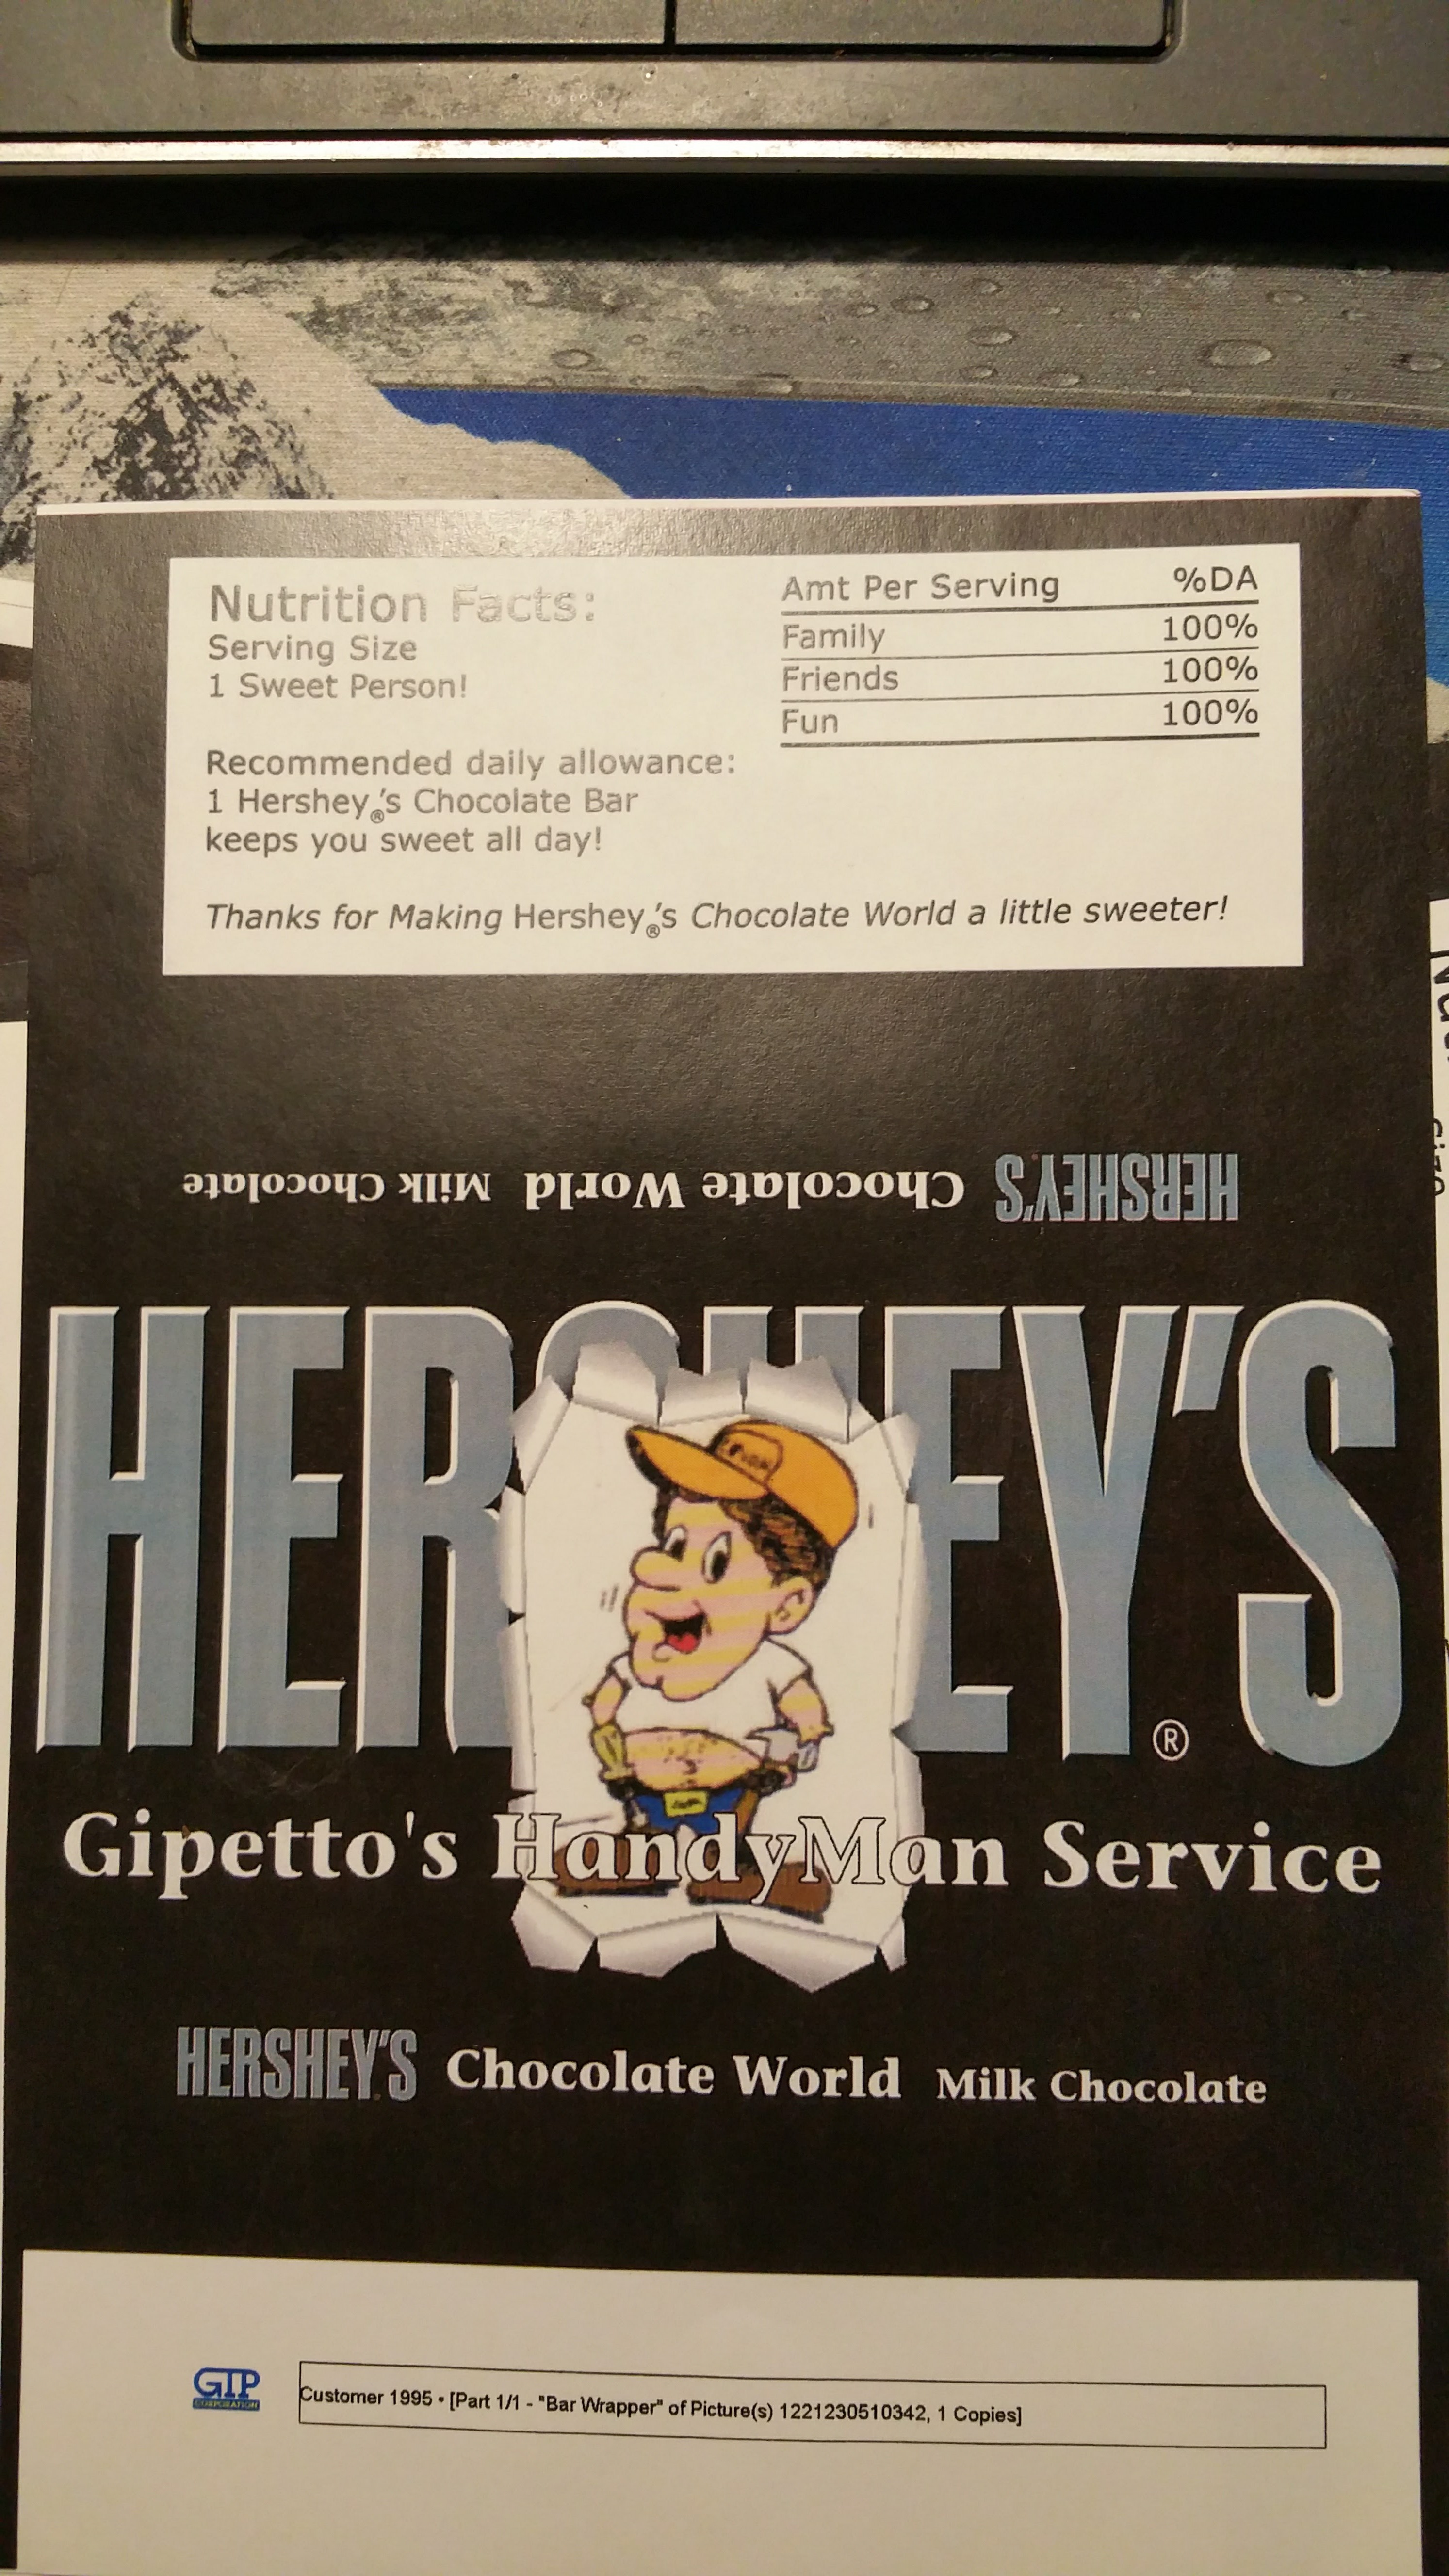 Nutrition Facts:
Serving Size
1 Sweet Person!
Recommended daily allowance:
1 Hershey®'s Chocolate Bar
keeps you sweet all day!
Amt Per Serving %DA
Family 100%
Friends 100%
Fun 100%
Thanks for Making Hershey®'s Chocolate World a little sweeter!
HERSHEY'S Chocolate World Milk Chocolate
HERSHEY'S®
Gipetto's HandyMan Service
HERSHEY'S Chocolate World Milk Chocolate
GIP
CORPORATION
Customer 1995 • [Part 1/1 - "Bar Wrapper" of Picture(s) 1221230510342, 1 Copies]